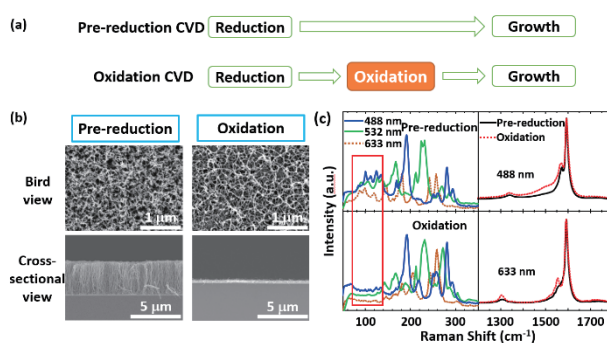 (a)
Pre-reduction CVD Reduction Growth
Oxidation CVD Reduction Oxidation Growth
(b)
Pre-reduction Oxidation
Bird
view
1 μm 1 μm
Cross-
sectional
view
5 μm 5 μm
(c)
488 nm
532 nm
633 nm
Pre-reduction
Pre-reduction
Oxidation
488 nm
Oxidation
633 nm
Intensity (a.u.)
100 200 300 1300 1500 1700
Raman Shift (cm-1)